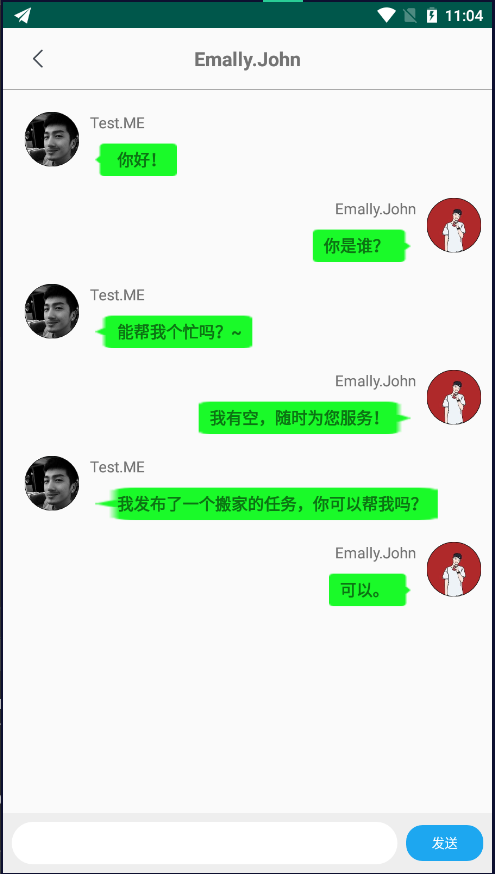 11:04
Emally.John
Test.ME
你好！
Emally.John
你是谁？
Test.ME
能帮我个忙吗？~
Emally.John
我有空，随时为您服务！
Test.ME
我发布了一个搬家的任务，你可以帮我吗？
Emally.John
可以。
发送